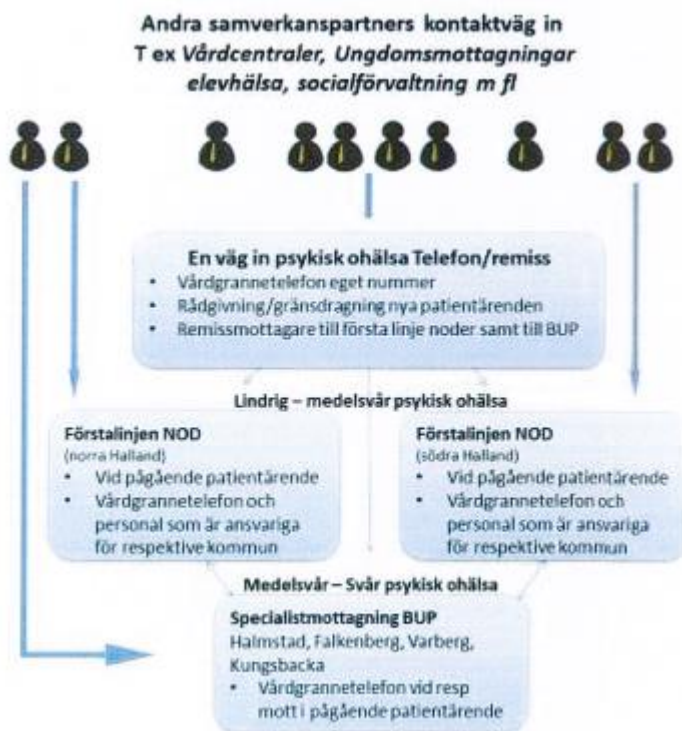 Andra samverkanspartners kontaktväg in
T ex Vårdcentraler, Ungdomsmottagningar
elevhälsa, socialförvaltning m fl
En väg in psykisk ohälsa Telefon/remiss
• Vårdgrannetelefon eget nummer
• Rådgivning/gränsdragning nya patientärenden
• Remissmottagare till första linje noder samt till BUP
Lindrig – medelsvår psykisk ohälsa
Förstalinjen NOD
(norra Halland)
• Vid pågående patientärende
• Vårdgrannetelefon och
personal som är ansvariga
för respektive kommun
Förstalinjen NOD
(södra Halland)
• Vid pågående patientärende
• Vårdgrannetelefon och
personal som är ansvariga
för respektive kommun
Medelsvår – Svår psykisk ohälsa
Specialistmottagning BUP
Halmstad, Falkenberg, Varberg,
Kungsbacka
• Vårdgrannetelefon vid resp
mott i pågående patientärende